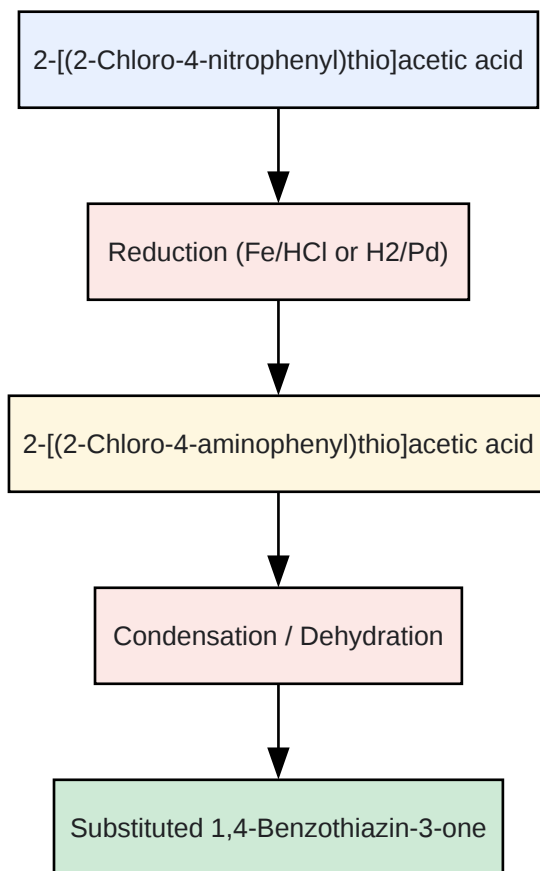 2-[(2-Chloro-4-nitrophenyl)thio]acetic acid
Reduction (Fe/HCl or H2/Pd)
2-[(2-Chloro-4-aminophenyl)thio]acetic acid
Condensation / Dehydration
Substituted 1,4-Benzothiazin-3-one